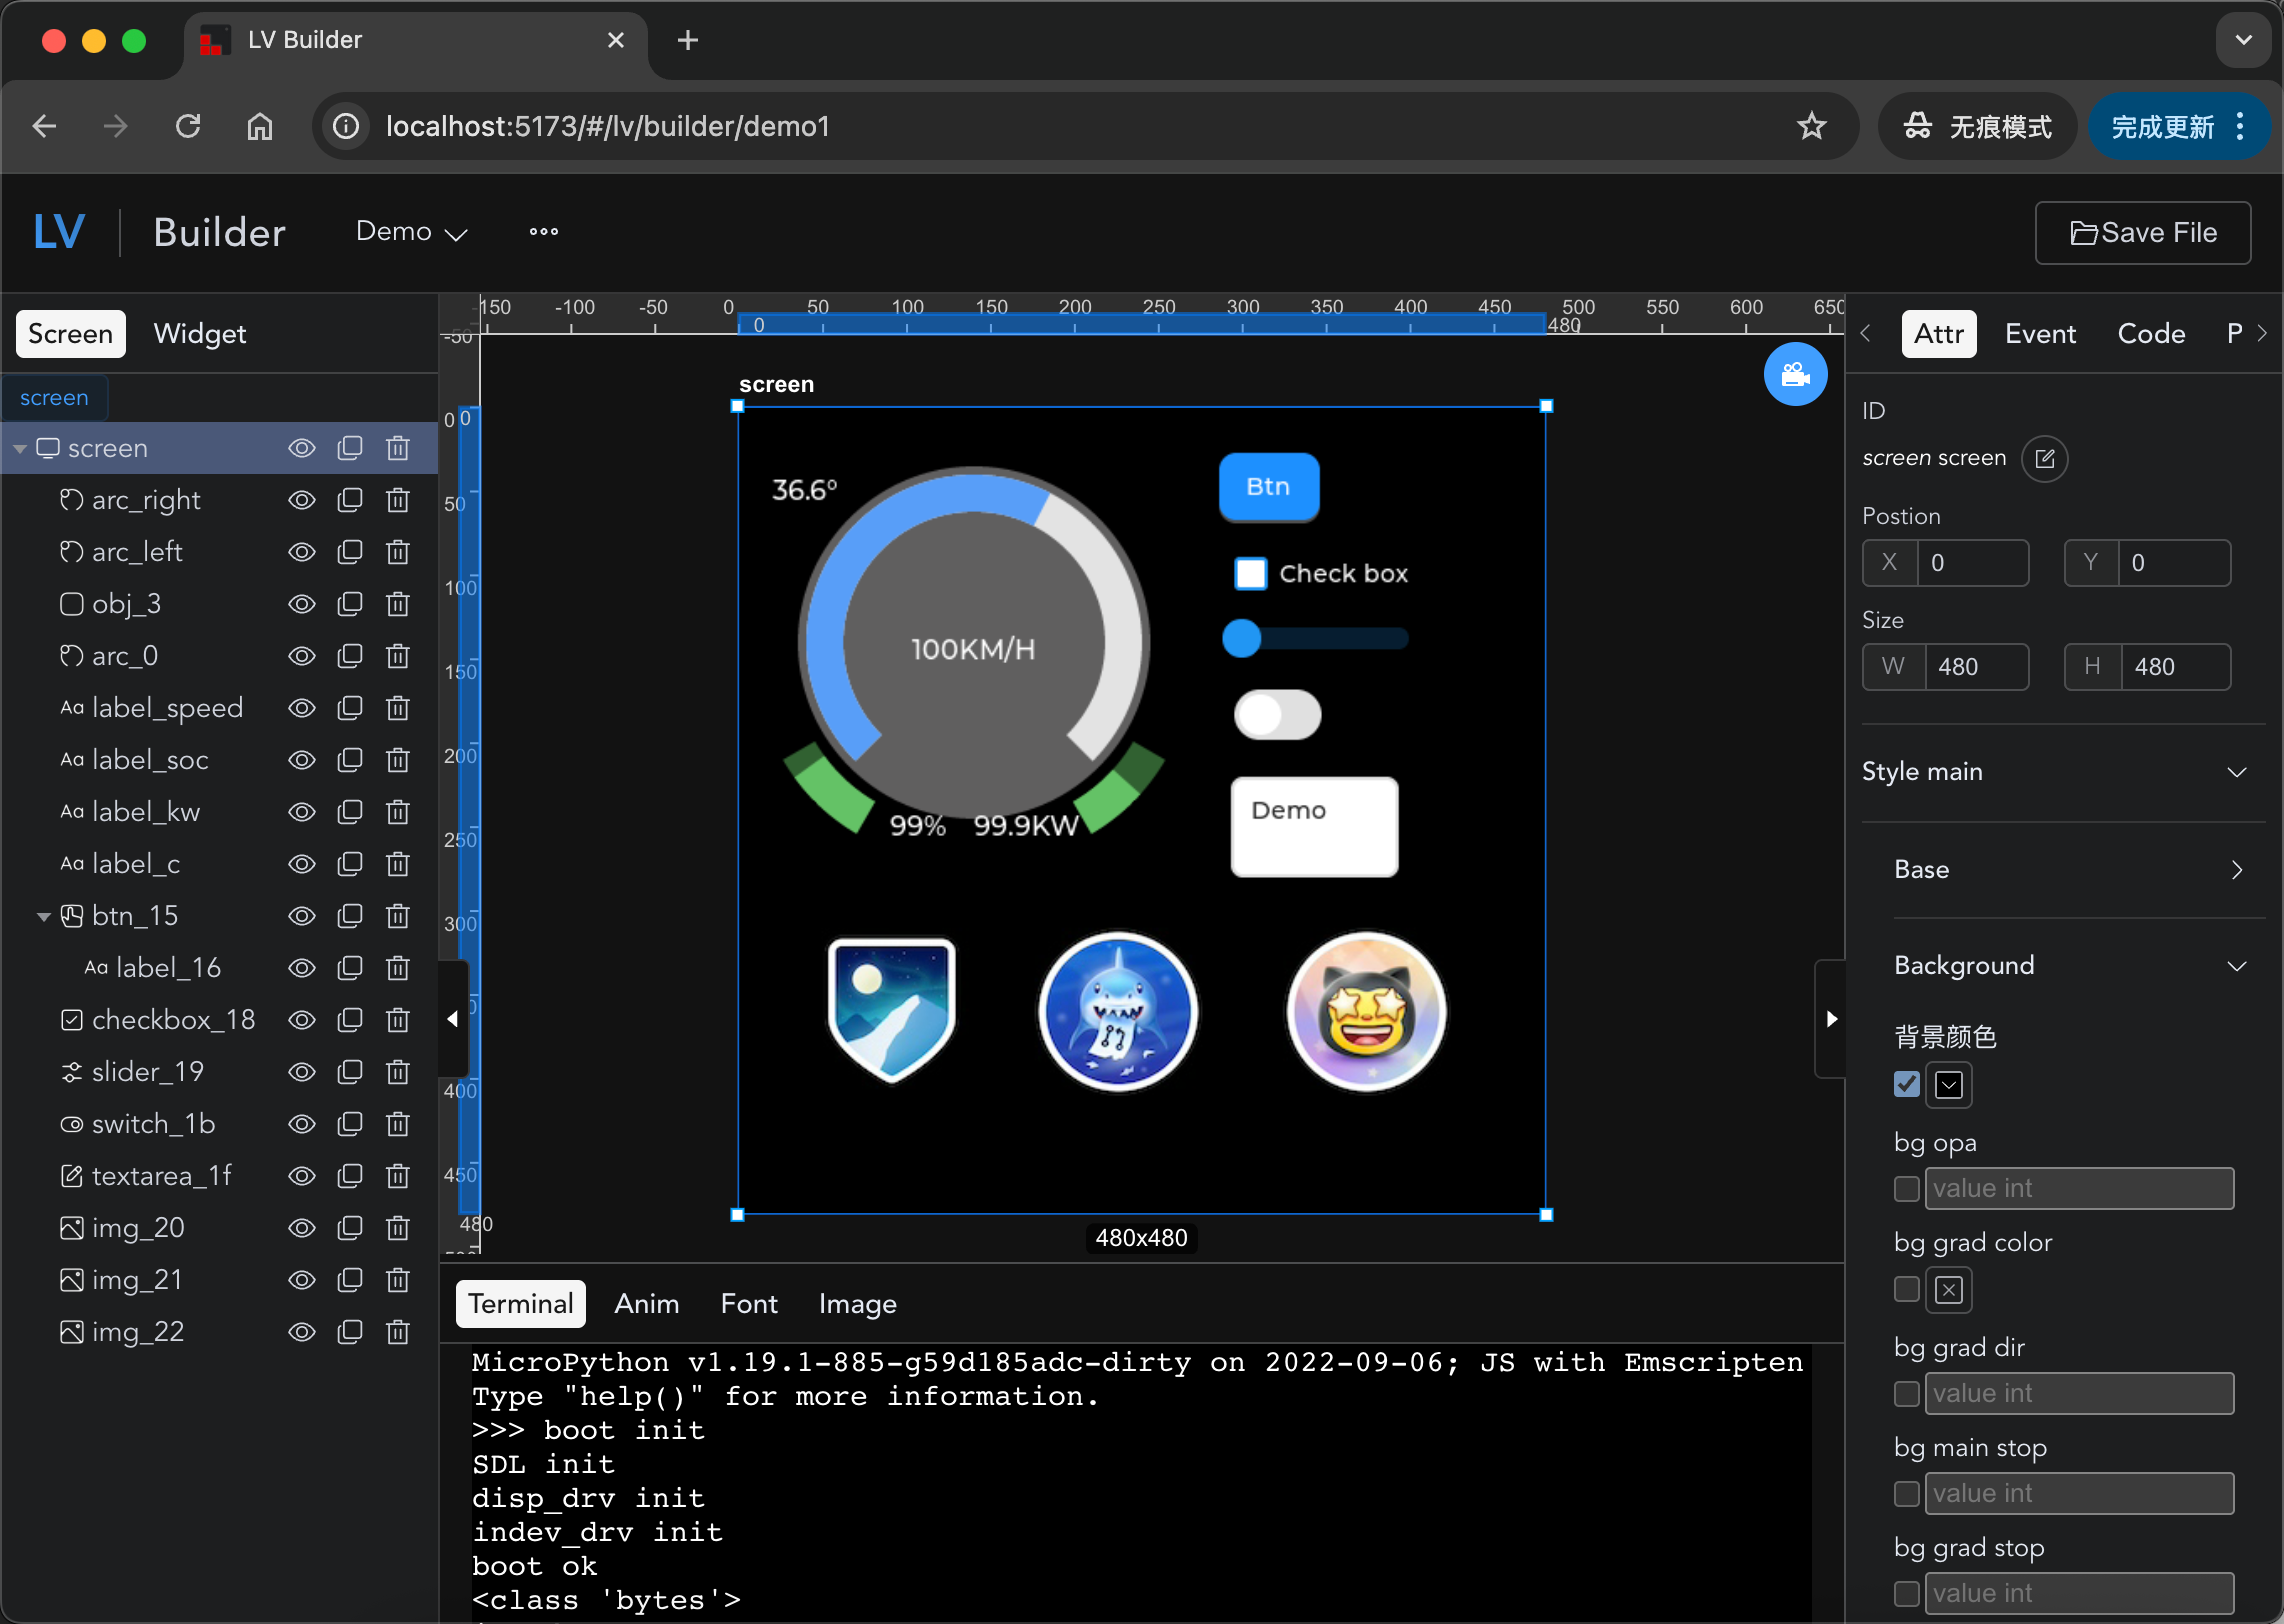 LV Builder
localhost:5173/#/lv/builder/demo1
无痕模式
完成更新
LV
Builder
Demo
Save File
Screen
Widget
screen
screen
arc_right
arc_left
obj_3
arc_0
Aa label_speed
Aa label_soc
Aa label_kw
Aa label_c
btn_15
Aa label_16
checkbox_18
slider_19
switch_1b
textarea_1f
img_20
img_21
img_22
-150 -100 -50 0 50 100 150 200 250 300 350 400 450 500 550 600 650
0 480
-50
0 0
50
100
150
200
250
300
400
450
480
screen
36.6°
100KM/H
99%
99.9KW
Btn
Check box
Demo
480x480
Terminal
Anim
Font
Image
MicroPython v1.19.1-885-g59d185adc-dirty on 2022-09-06; JS with Emscripten
Type "help()" for more information.
>>> boot init
SDL init
disp_drv init
indev_drv init
boot ok
<class 'bytes'>
Attr
Event
Code
P
ID
screen screen
Postion
X 0
Y 0
Size
W 480
H 480
Style main
Base
Background
背景颜色
bg opa
value int
bg grad color
bg grad dir
value int
bg main stop
value int
bg grad stop
value int